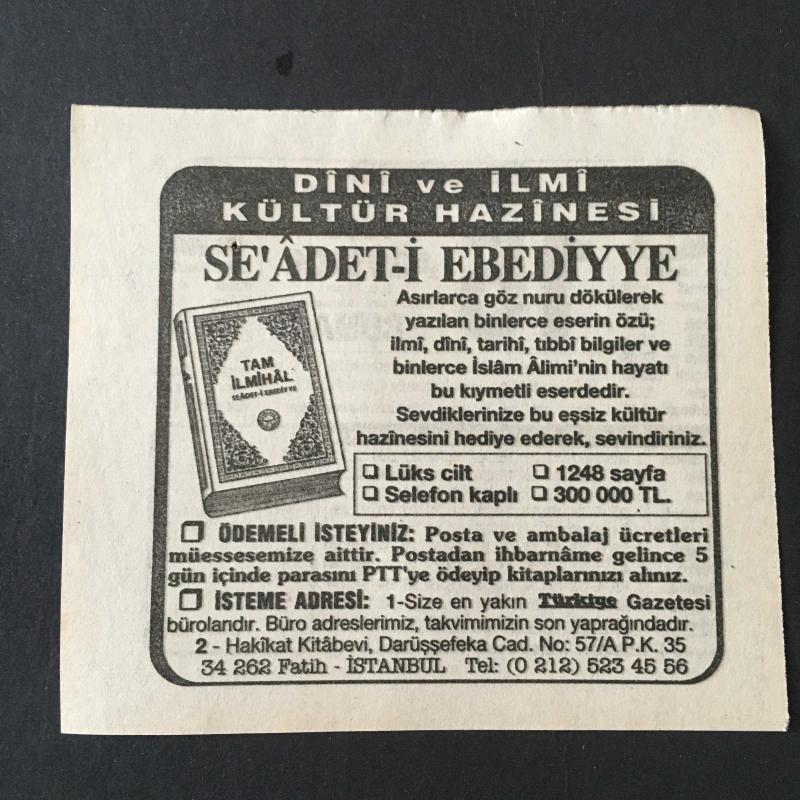 DÎNÎ ve İLMÎ
KÜLTÜR HAZÎNESİ
SE'ÂDET-İ EBEDİYYE
Asırlarca göz nuru dökülerek
yazılan binlerce eserin özü;
ilmî, dînî, tarihî, tıbbî bilgiler ve
binlerce İslâm Âlimi'nin hayatı
bu kıymetli eserdedir.
Sevdiklerinize bu eşsiz kültür
hazînesini hediye ederek, sevindiriniz.
TAM
İLMİHÂL
SEÂDET-İ EBEDİYYE
❑ Lüks cilt ❑ 1248 sayfa
❑ Selefon kaplı ❑ 300 000 TL.
❑ ÖDEMELİ İSTEYİNİZ: Posta ve ambalaj ücretleri
müessesemize aittir. Postadan ihbarnâme gelince 5
gün içinde parasını PTT'ye ödeyip kitaplarınızı alınız.
❑ İSTEME ADRESİ: 1-Size en yakın Türkiye Gazetesi
bürolarıdır. Büro adreslerimiz, takvimimizin son yaprağındadır.
2 - Hakîkat Kitâbevi, Darüşşefeka Cad. No: 57/A P.K. 35
34 262 Fatih - İSTANBUL Tel: (0 212) 523 45 56